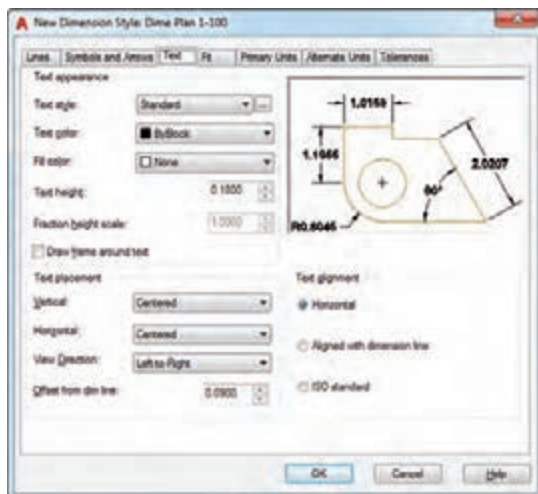 New Dimension Style: Dime Plan 1-100
Lines Symbols and Arrows Text Fit Primary Units Alternate Units Tolerances
Text appearance
Text style: Standard ...
Text color: ByBlock
Fill color: None
Text height: 0.1800
Fraction height scale: 1.0000
Draw frame around text
Text placement
Vertical: Centered
Horizontal: Centered
View Direction: Left-to-Right
Offset from dim line: 0.0900
1.0159
1.1955
2.0207
60°
R0.8045
Text alignment
Horizontal
Aligned with dimension line
ISO standard
OK Cancel Help